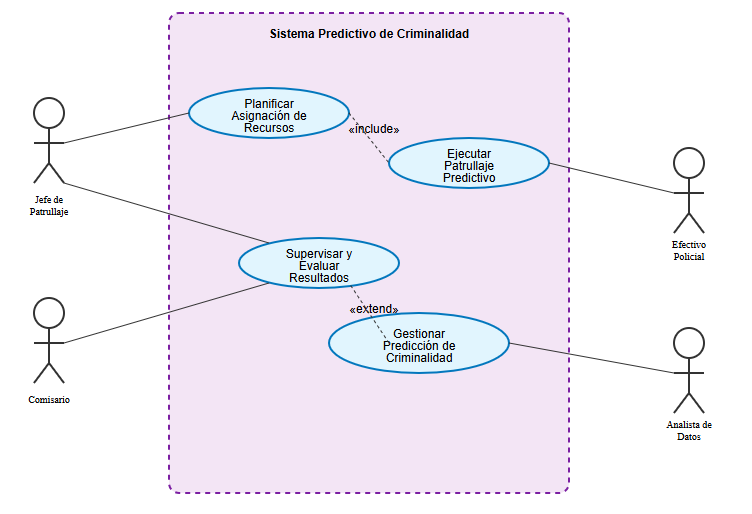 Sistema Predictivo de Criminalidad
Planificar
Asignación de
Recursos
«include»
Ejecutar
Patrullaje
Predictivo
Jefe de
Patrullaje
Efectivo
Policial
Supervisar y
Evaluar
Resultados
«extend»
Gestionar
Predicción de
Criminalidad
Comisario
Analista de
Datos